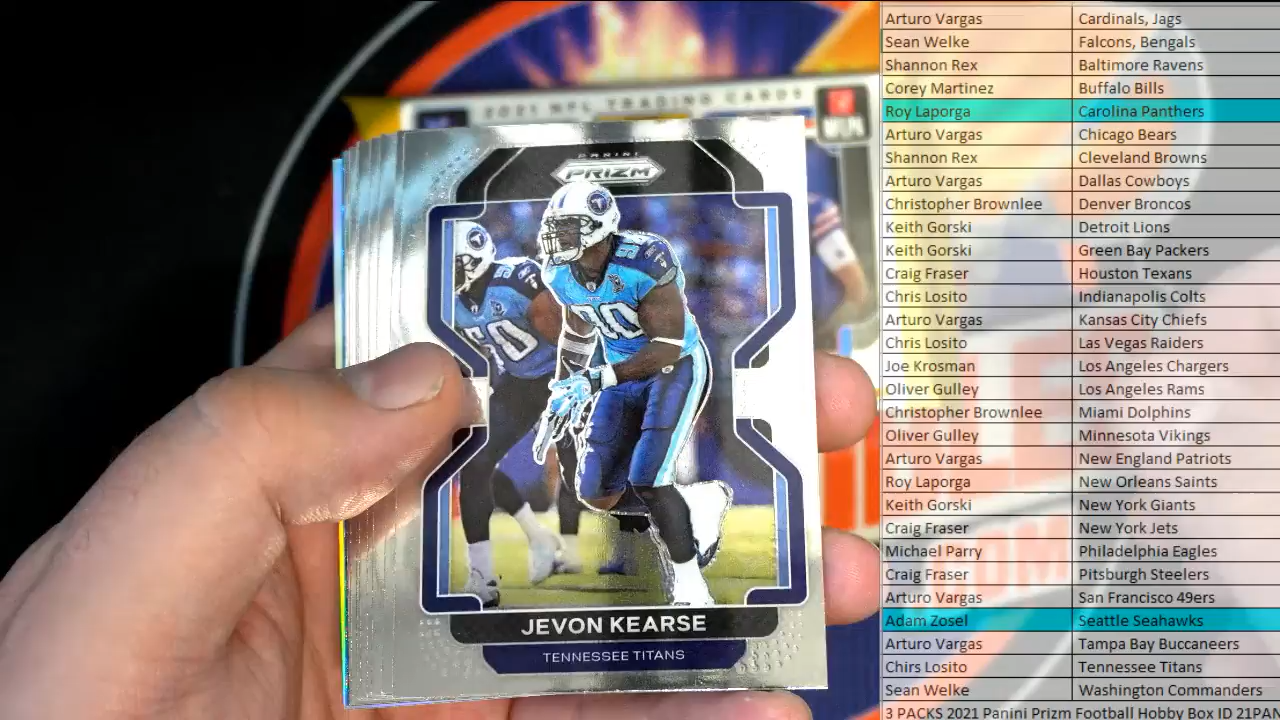 2021 NFL TRADING CARDS
PANINI
PRIZM
90
50
JEVON KEARSE
TENNESSEE TITANS
Arturo Vargas Cardinals, Jags
Sean Welke Falcons, Bengals
Shannon Rex Baltimore Ravens
Corey Martinez Buffalo Bills
Roy Laporga Carolina Panthers
Arturo Vargas Chicago Bears
Shannon Rex Cleveland Browns
Arturo Vargas Dallas Cowboys
Christopher Brownlee Denver Broncos
Keith Gorski Detroit Lions
Keith Gorski Green Bay Packers
Craig Fraser Houston Texans
Chris Losito Indianapolis Colts
Arturo Vargas Kansas City Chiefs
Chris Losito Las Vegas Raiders
Joe Krosman Los Angeles Chargers
Oliver Gulley Los Angeles Rams
Christopher Brownlee Miami Dolphins
Oliver Gulley Minnesota Vikings
Arturo Vargas New England Patriots
Roy Laporga New Orleans Saints
Keith Gorski New York Giants
Craig Fraser New York Jets
Michael Parry Philadelphia Eagles
Craig Fraser Pitsburgh Steelers
Arturo Vargas San Francisco 49ers
Adam Zosel Seattle Seahawks
Arturo Vargas Tampa Bay Buccaneers
Chirs Losito Tennessee Titans
Sean Welke Washington Commanders
3 PACKS 2021 Panini Prizm Football Hobby Box ID 21PAN